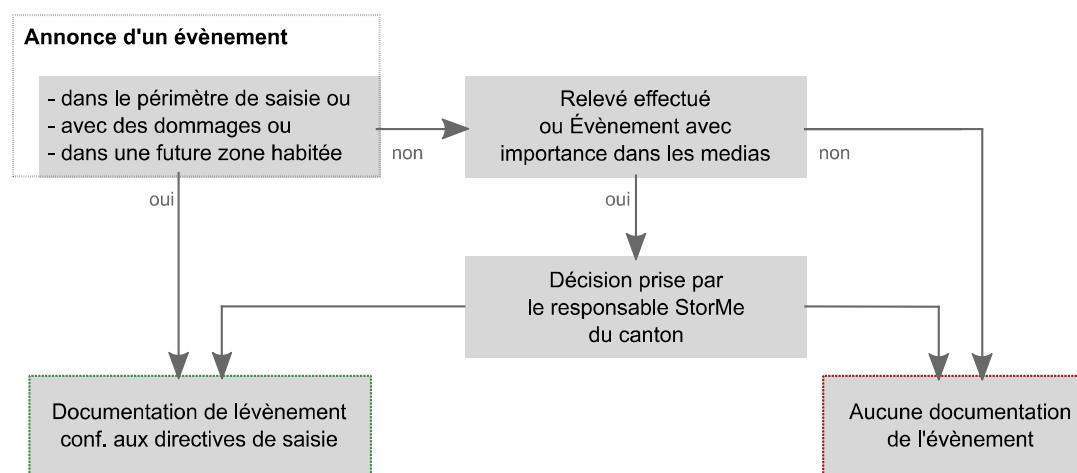 Annonce d'un évènement
- dans le périmètre de saisie ou
- avec des dommages ou
- dans une future zone habitée
non
Relevé effectué
ou Évènement avec
importance dans les medias
non
oui
oui
Décision prise par
le responsable StorMe
du canton
Documentation de lévènement
conf. aux directives de saisie
Aucune documentation
de l'évènement